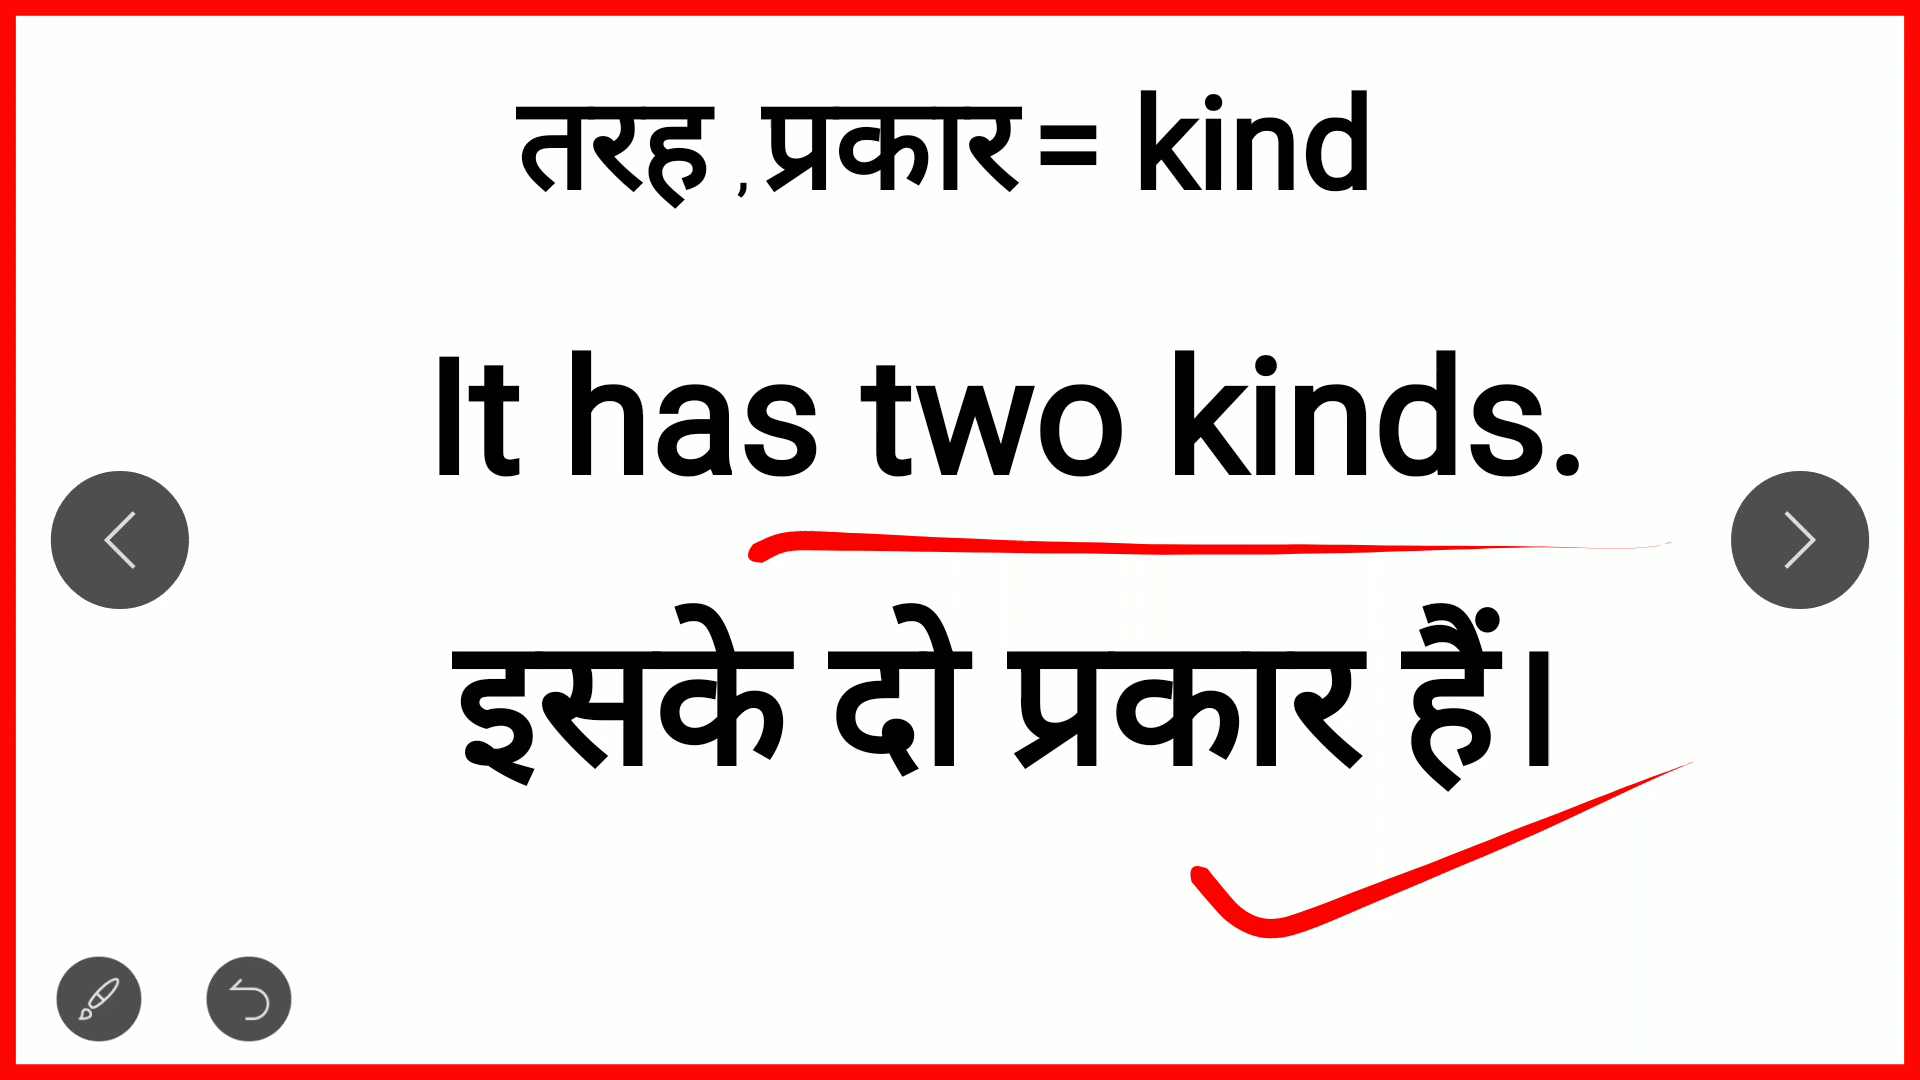 तरह , प्रकार = kind
It has two kinds.
इसके दो प्रकार हैं।